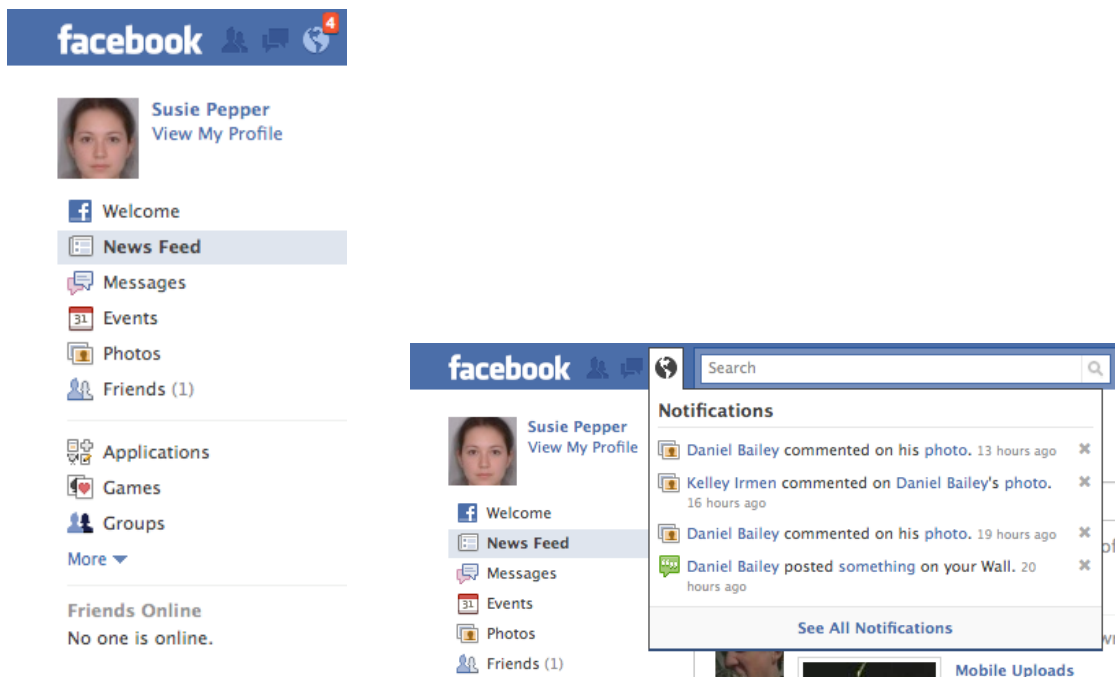 facebook
4
Susie Pepper
View My Profile
Welcome
News Feed
Messages
31 Events
Photos
Friends (1)
Applications
Games
Groups
More
Friends Online
No one is online.
facebook
Search
Susie Pepper
View My Profile
Welcome
News Feed
Messages
31 Events
Photos
Friends (1)
Notifications
Daniel Bailey commented on his photo. 13 hours ago
Kelley Irmen commented on Daniel Bailey's photo.
16 hours ago
Daniel Bailey commented on his photo. 19 hours ago
Daniel Bailey posted something on your Wall. 20
hours ago
See All Notifications
of
Mobile Uploads